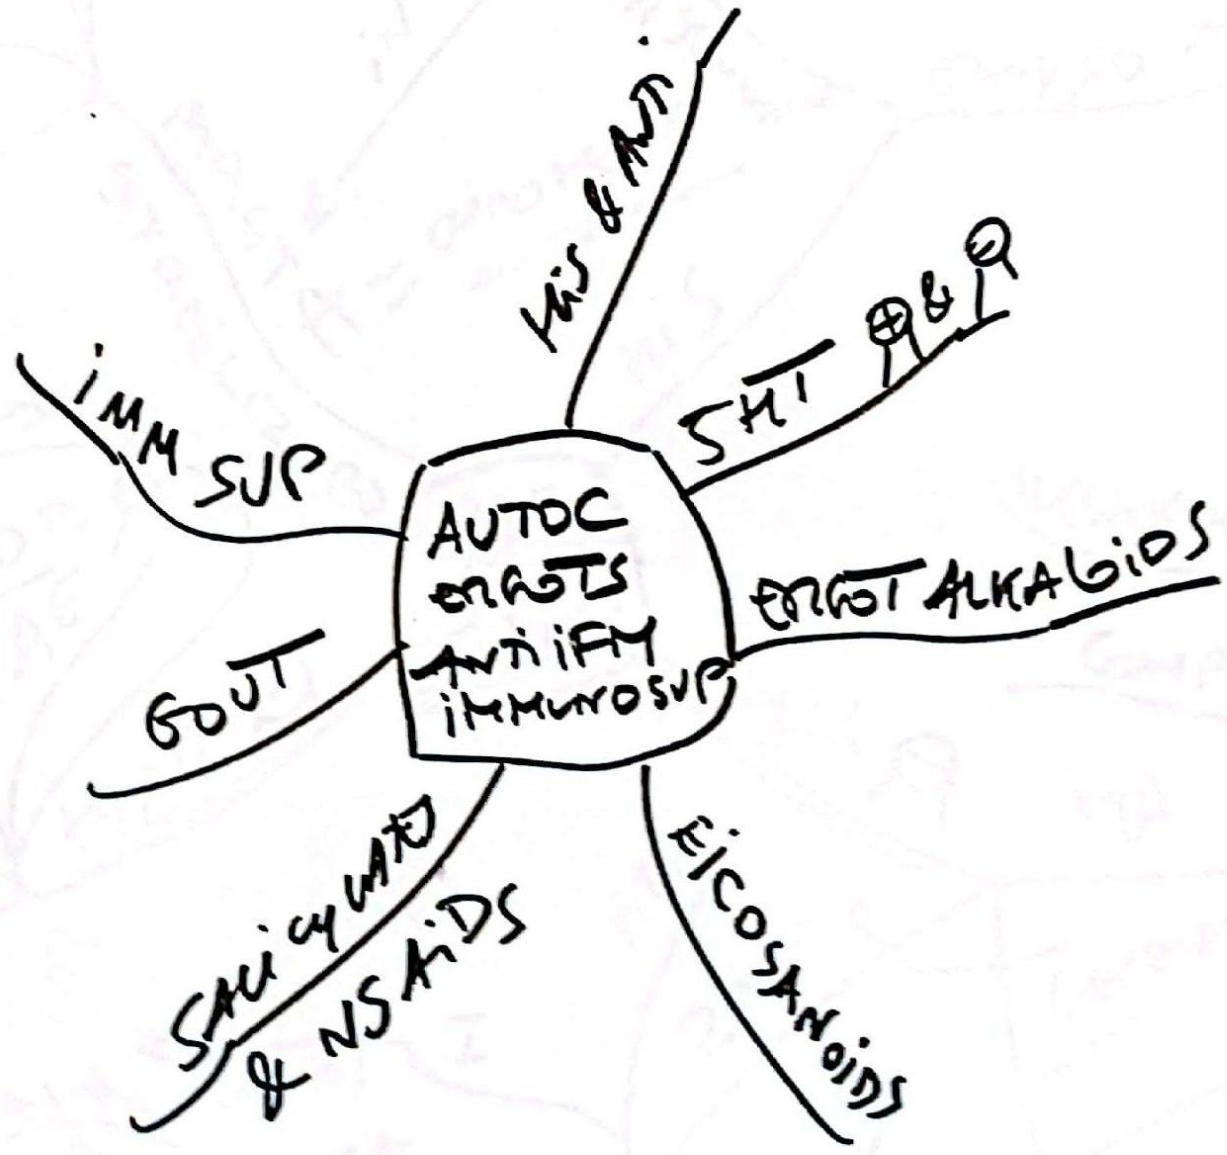 His & Anti
5HT ⊕ & ⊖
ERGOT ALKALOIDS
EICOSANOIDS
SALICYLATES
& NSAIDS
GOUT
IMM SUP
AUTOC
ERGOTS
ANTI IFM
IMMUNOSUP